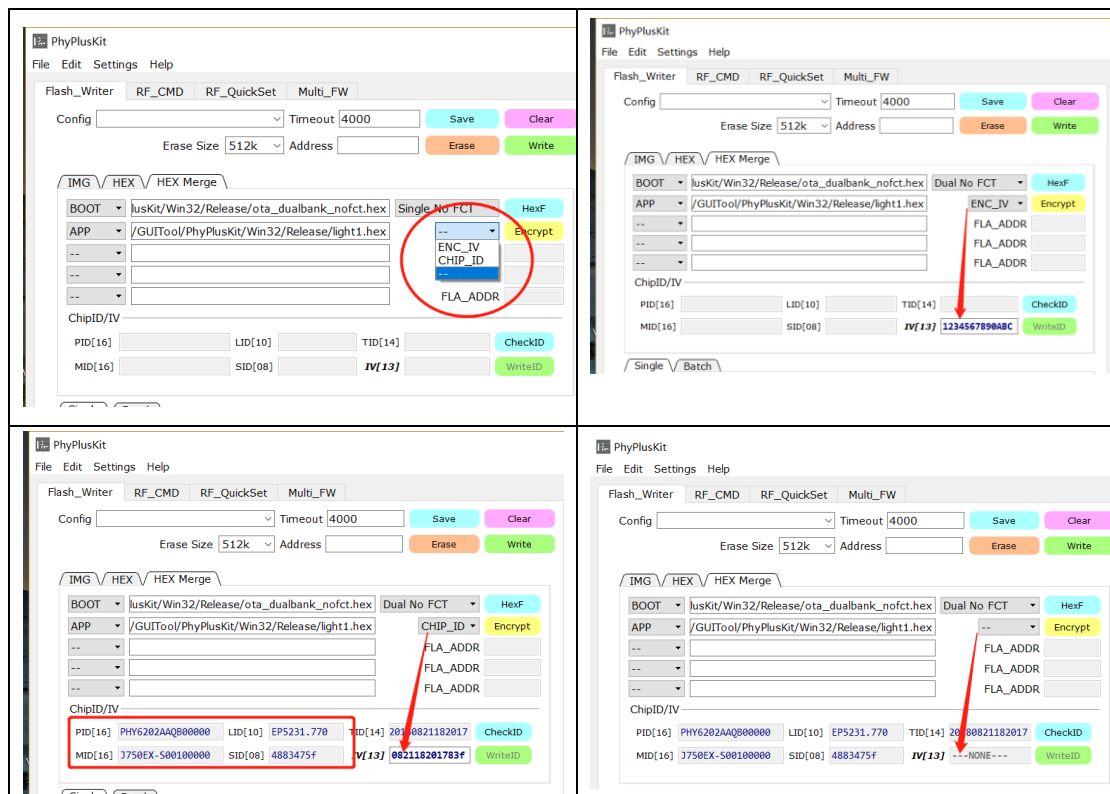 PhyPlusKit
File Edit Settings Help
Flash_Writer RF_CMD RF_QuickSet Multi_FW
Config Timeout 4000 Save Clear
Erase Size 512k Address Erase Write
IMG HEX HEX Merge
BOOT lusKit/Win32/Release/ota_dualbank_nofct.hex Single No FCT HexF
APP /GUITool/PhyPlusKit/Win32/Release/light1.hex -- Encrypt
-- ENC_IV
-- CHIP_ID
--
-- FLA_ADDR
ChipID/IV
PID[16] LID[10] TID[14] CheckID
MID[16] SID[08] IV[13] WriteID
PhyPlusKit
File Edit Settings Help
Flash_Writer RF_CMD RF_QuickSet Multi_FW
Config Timeout 4000 Save Clear
Erase Size 512k Address Erase Write
IMG HEX HEX Merge
BOOT lusKit/Win32/Release/ota_dualbank_nofct.hex Dual No FCT HexF
APP /GUITool/PhyPlusKit/Win32/Release/light1.hex ENC_IV Encrypt
-- FLA_ADDR
-- FLA_ADDR
-- FLA_ADDR
ChipID/IV
PID[16] LID[10] TID[14] CheckID
MID[16] SID[08] IV[13] 1234567890ABC WriteID
Single Batch
PhyPlusKit
File Edit Settings Help
Flash_Writer RF_CMD RF_QuickSet Multi_FW
Config Timeout 4000 Save Clear
Erase Size 512k Address Erase Write
IMG HEX HEX Merge
BOOT lusKit/Win32/Release/ota_dualbank_nofct.hex Dual No FCT HexF
APP /GUITool/PhyPlusKit/Win32/Release/light1.hex CHIP_ID Encrypt
-- FLA_ADDR
-- FLA_ADDR
-- FLA_ADDR
ChipID/IV
PID[16] PHY6202AAQB00000 LID[10] EP5231.770 TID[14] 20180821182017 CheckID
MID[16] J750EX-S00100000 SID[08] 4883475f IV[13] 082118201783f WriteID
PhyPlusKit
File Edit Settings Help
Flash_Writer RF_CMD RF_QuickSet Multi_FW
Config Timeout 4000 Save Clear
Erase Size 512k Address Erase Write
IMG HEX HEX Merge
BOOT lusKit/Win32/Release/ota_dualbank_nofct.hex Dual No FCT HexF
APP /GUITool/PhyPlusKit/Win32/Release/light1.hex -- Encrypt
-- FLA_ADDR
-- FLA_ADDR
-- FLA_ADDR
ChipID/IV
PID[16] PHY6202AAQB00000 LID[10] EP5231.770 TID[14] 20180821182017 CheckID
MID[16] J750EX-S00100000 SID[08] 4883475f IV[13] ---NONE--- WriteID